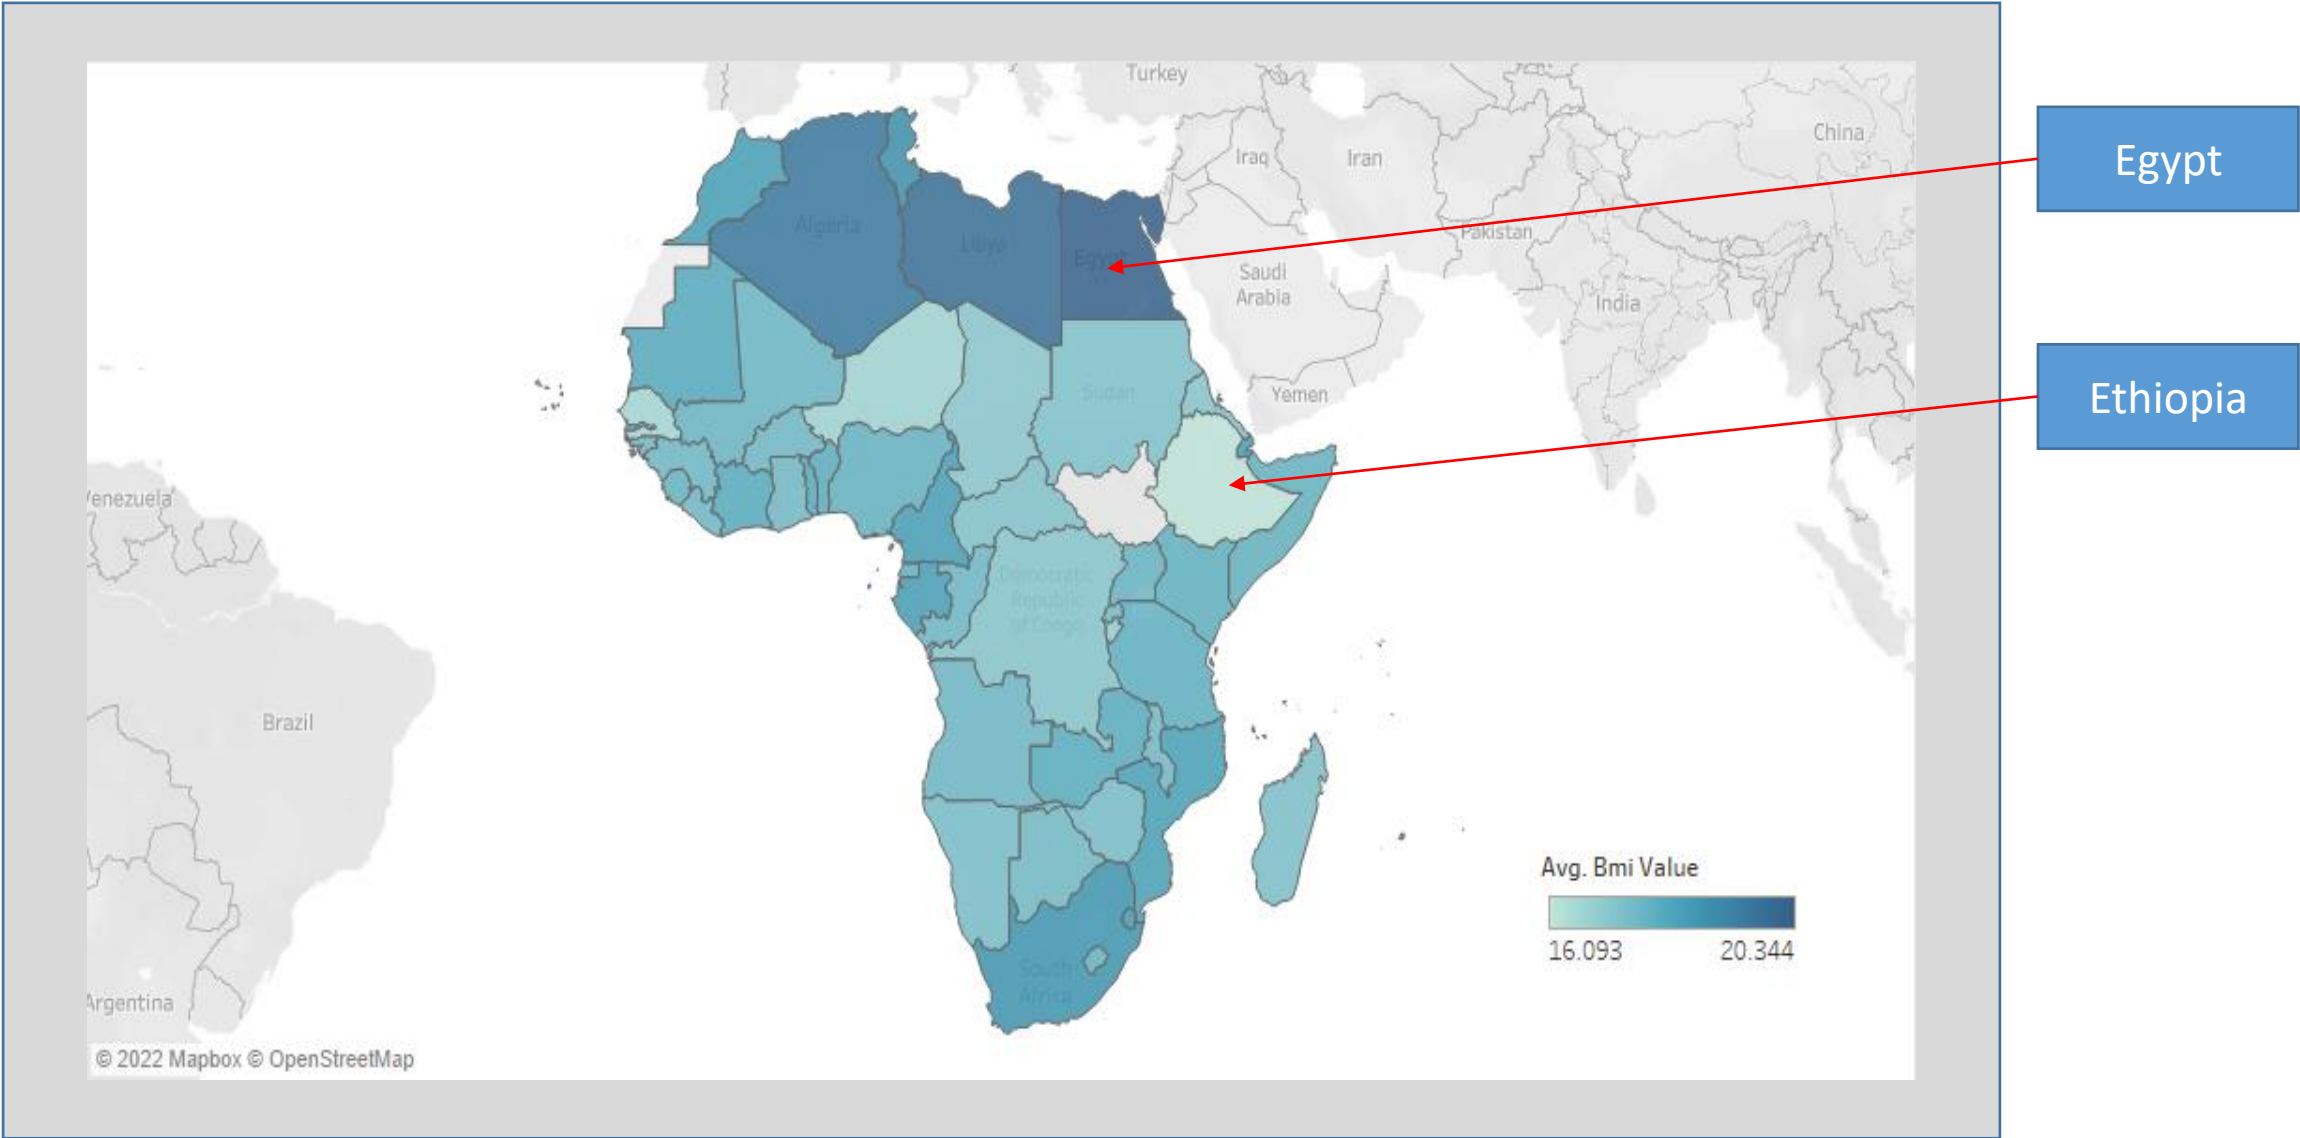 Turkey
China
Iraq
Iran
Egypt
Algeria
Libya
Egypt
Pakistan
Saudi
Arabia
India
Sudan
Yemen
Ethiopia
Venezuela
Democratic
Republic
of Congo
Brazil
Avg. Bmi Value
16.093
20.344
South
Africa
Argentina
© 2022 Mapbox © OpenStreetMap